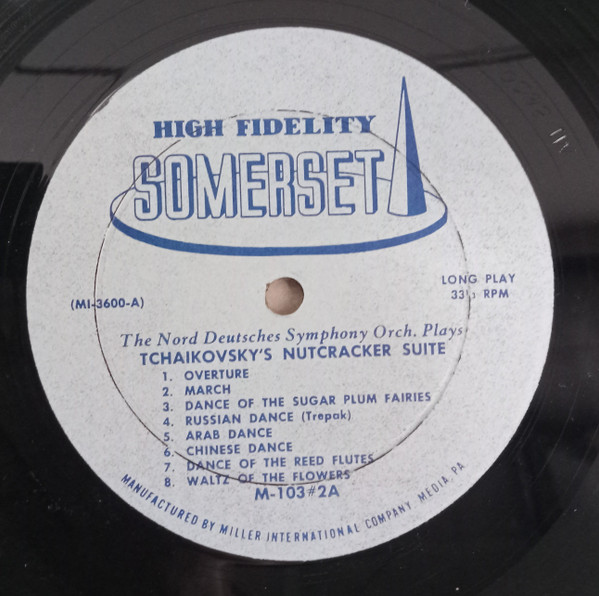 HIGH FIDELITY
SOMERSET
(MI-3600-A)
LONG PLAY
33⅓ RPM
The Nord Deutsches Symphony Orch. Plays
TCHAIKOVSKY'S NUTCRACKER SUITE
1. OVERTURE
2. MARCH
3. DANCE OF THE SUGAR PLUM FAIRIES
4. RUSSIAN DANCE (Trepak)
5. ARAB DANCE
6. CHINESE DANCE
7. DANCE OF THE REED FLUTES
8. WALTZ OF THE FLOWERS
M-103#2A
MANUFACTURED BY MILLER INTERNATIONAL COMPANY, MEDIA, PA.